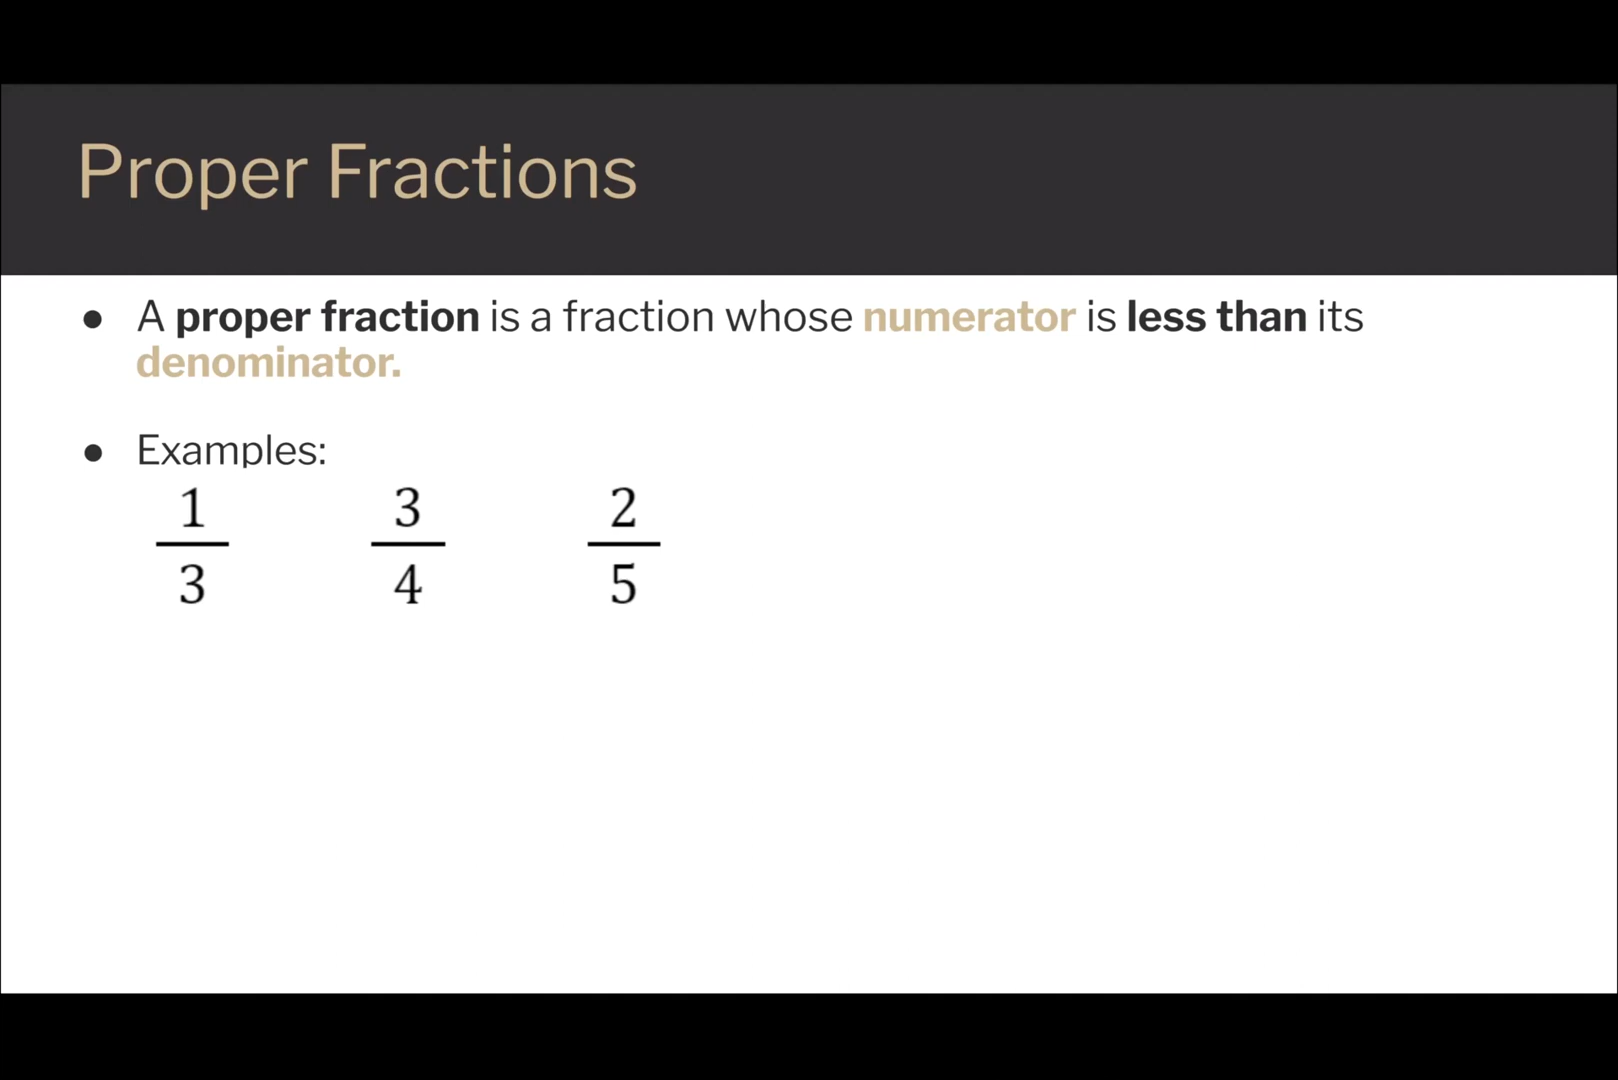 Proper Fractions
● A proper fraction is a fraction whose numerator is less than its
denominator.
● Examples:
1/3 3/4 2/5